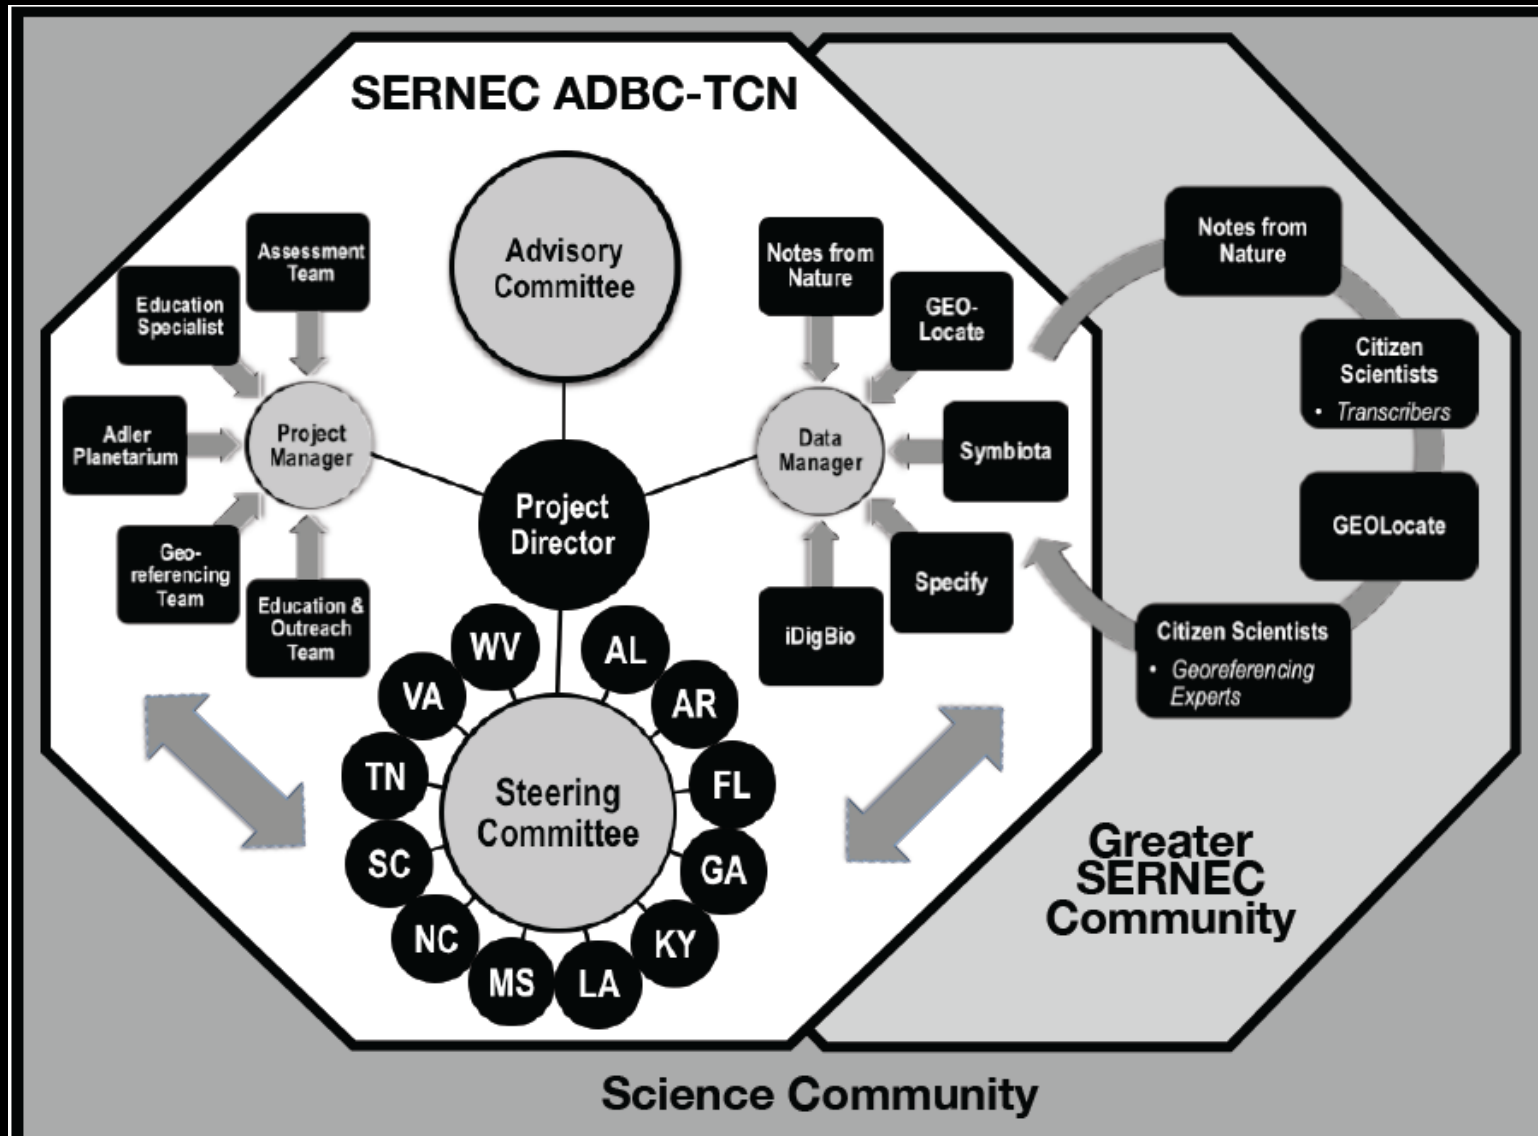 SERNEC ADBC-TCN
Advisory
Committee
Assessment
Team
Education
Specialist
Adler
Planetarium
Geo-
referencing
Team
Education &
Outreach
Team
Project
Manager
Project
Director
Data
Manager
Notes from
Nature
GEO-
Locate
Symbiota
Specify
iDigBio
WV
AL
VA
AR
TN
FL
SC
GA
NC
KY
MS
LA
Steering
Committee
Notes from
Nature
Citizen
Scientists
• Transcribers
GEOLocate
Citizen Scientists
• Georeferencing
Experts
Greater
SERNEC
Community
Science Community